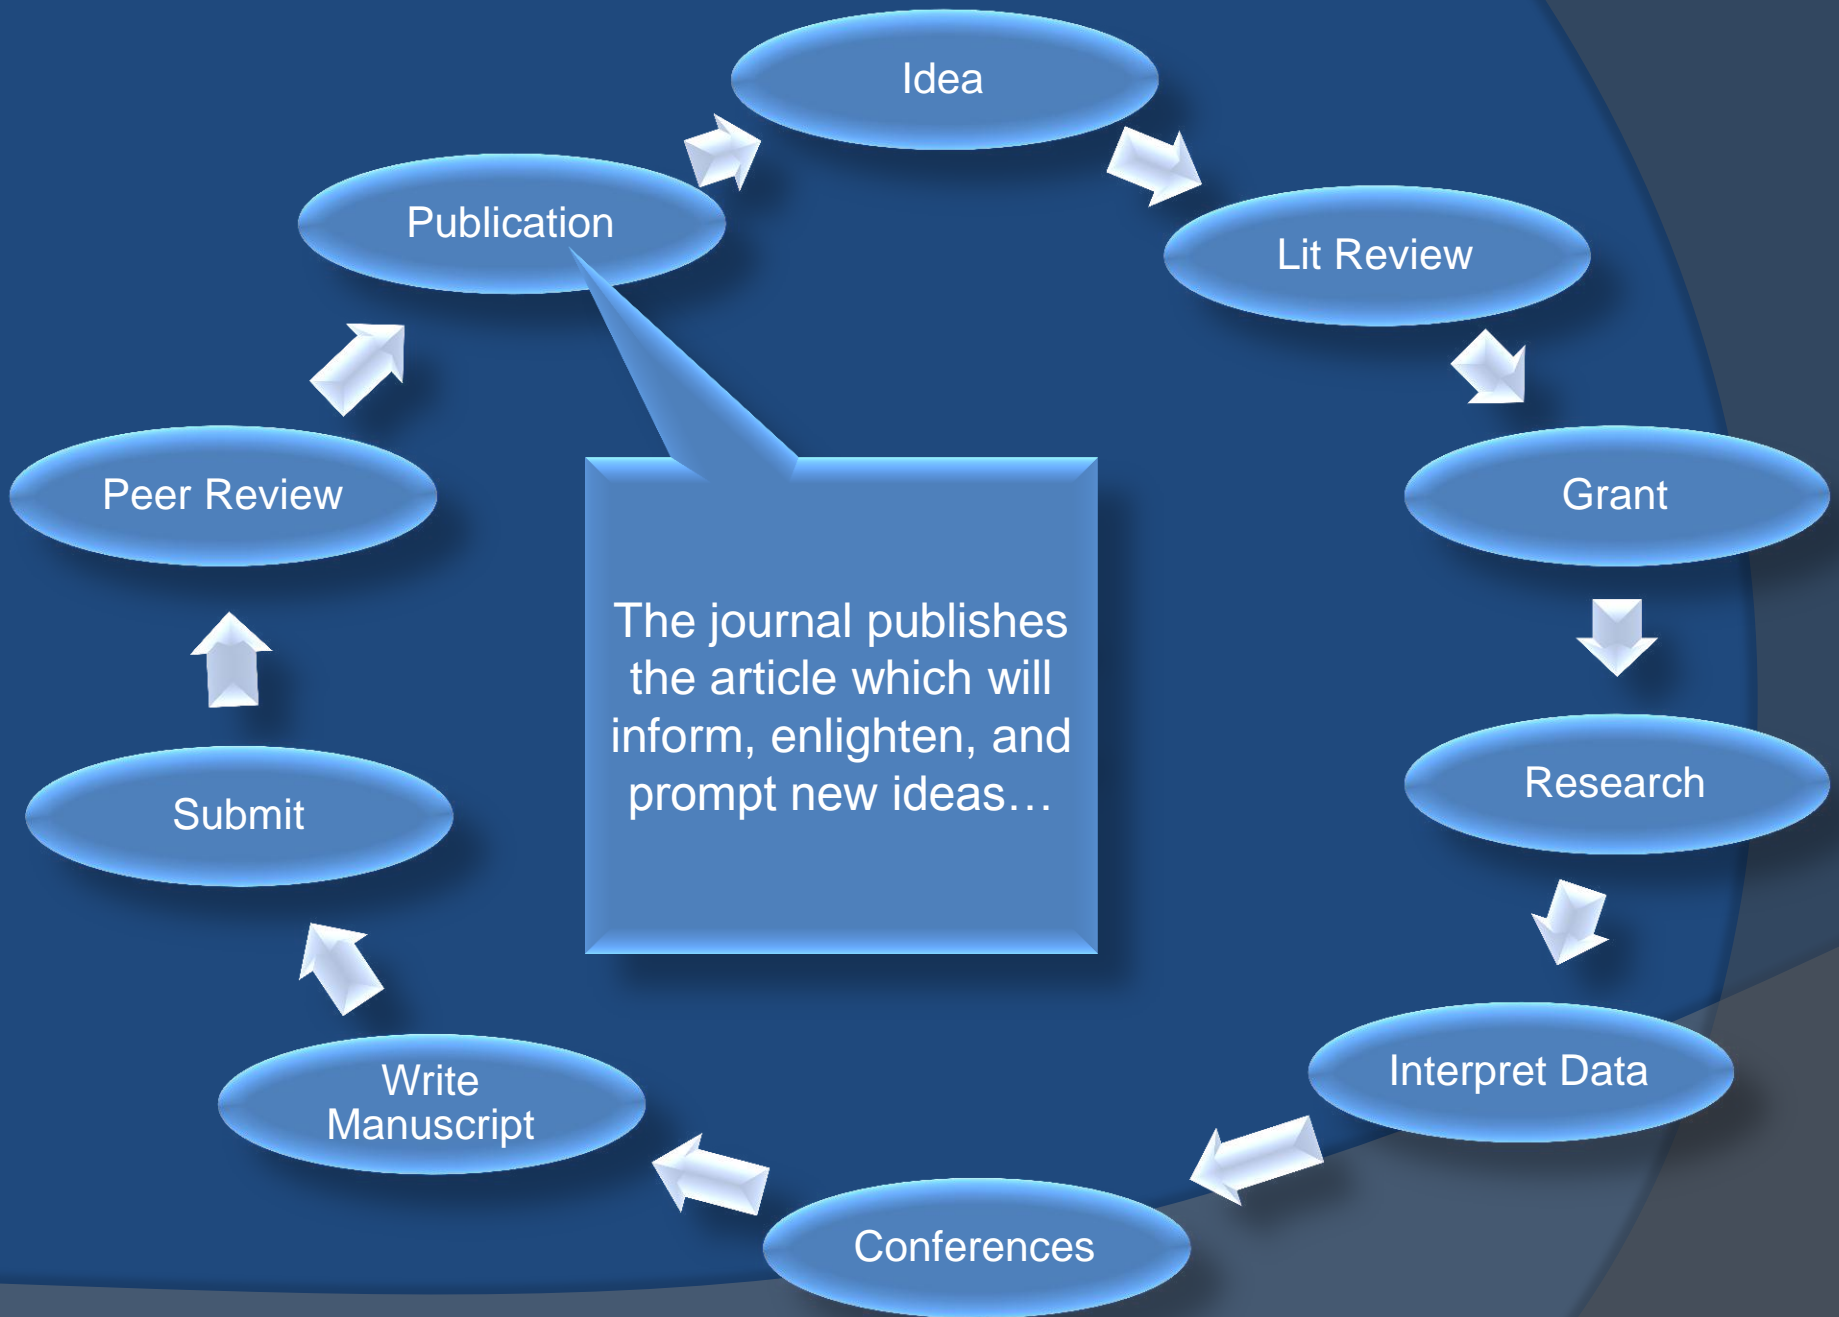 Idea
Lit Review
Grant
Research
Interpret Data
Conferences
Write
Manuscript
Submit
Peer Review
Publication
The journal publishes
the article which will
inform, enlighten, and
prompt new ideas…